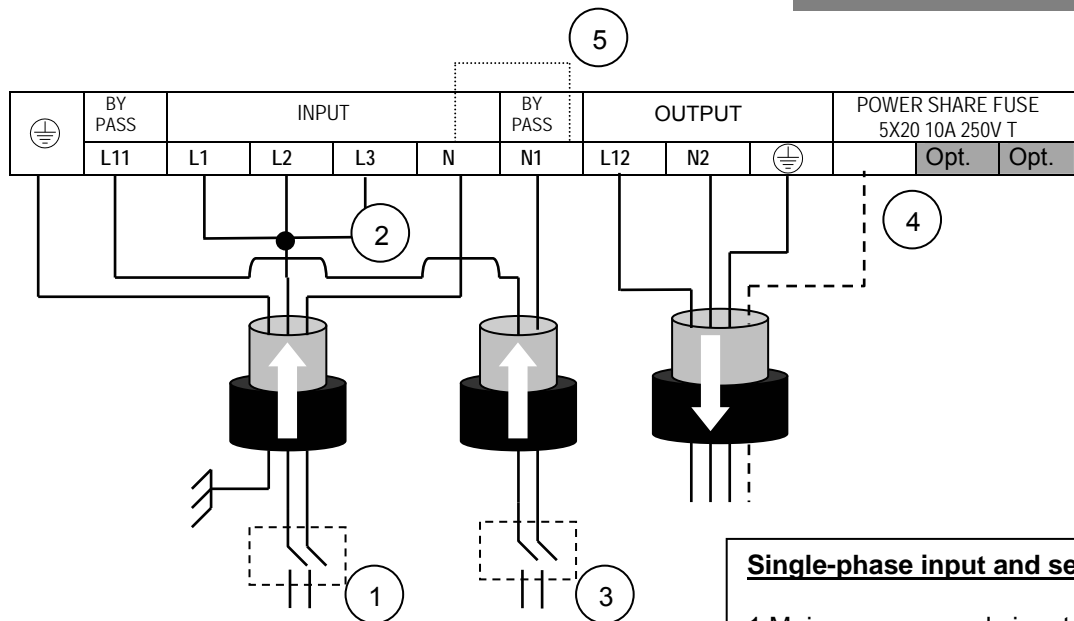 5
BY PASS INPUT BY PASS OUTPUT POWER SHARE FUSE
5X20 10A 250V T
L11 L1 L2 L3 N N1 L12 N2 Opt. Opt.
2
4
1
3
Single-phase input and se